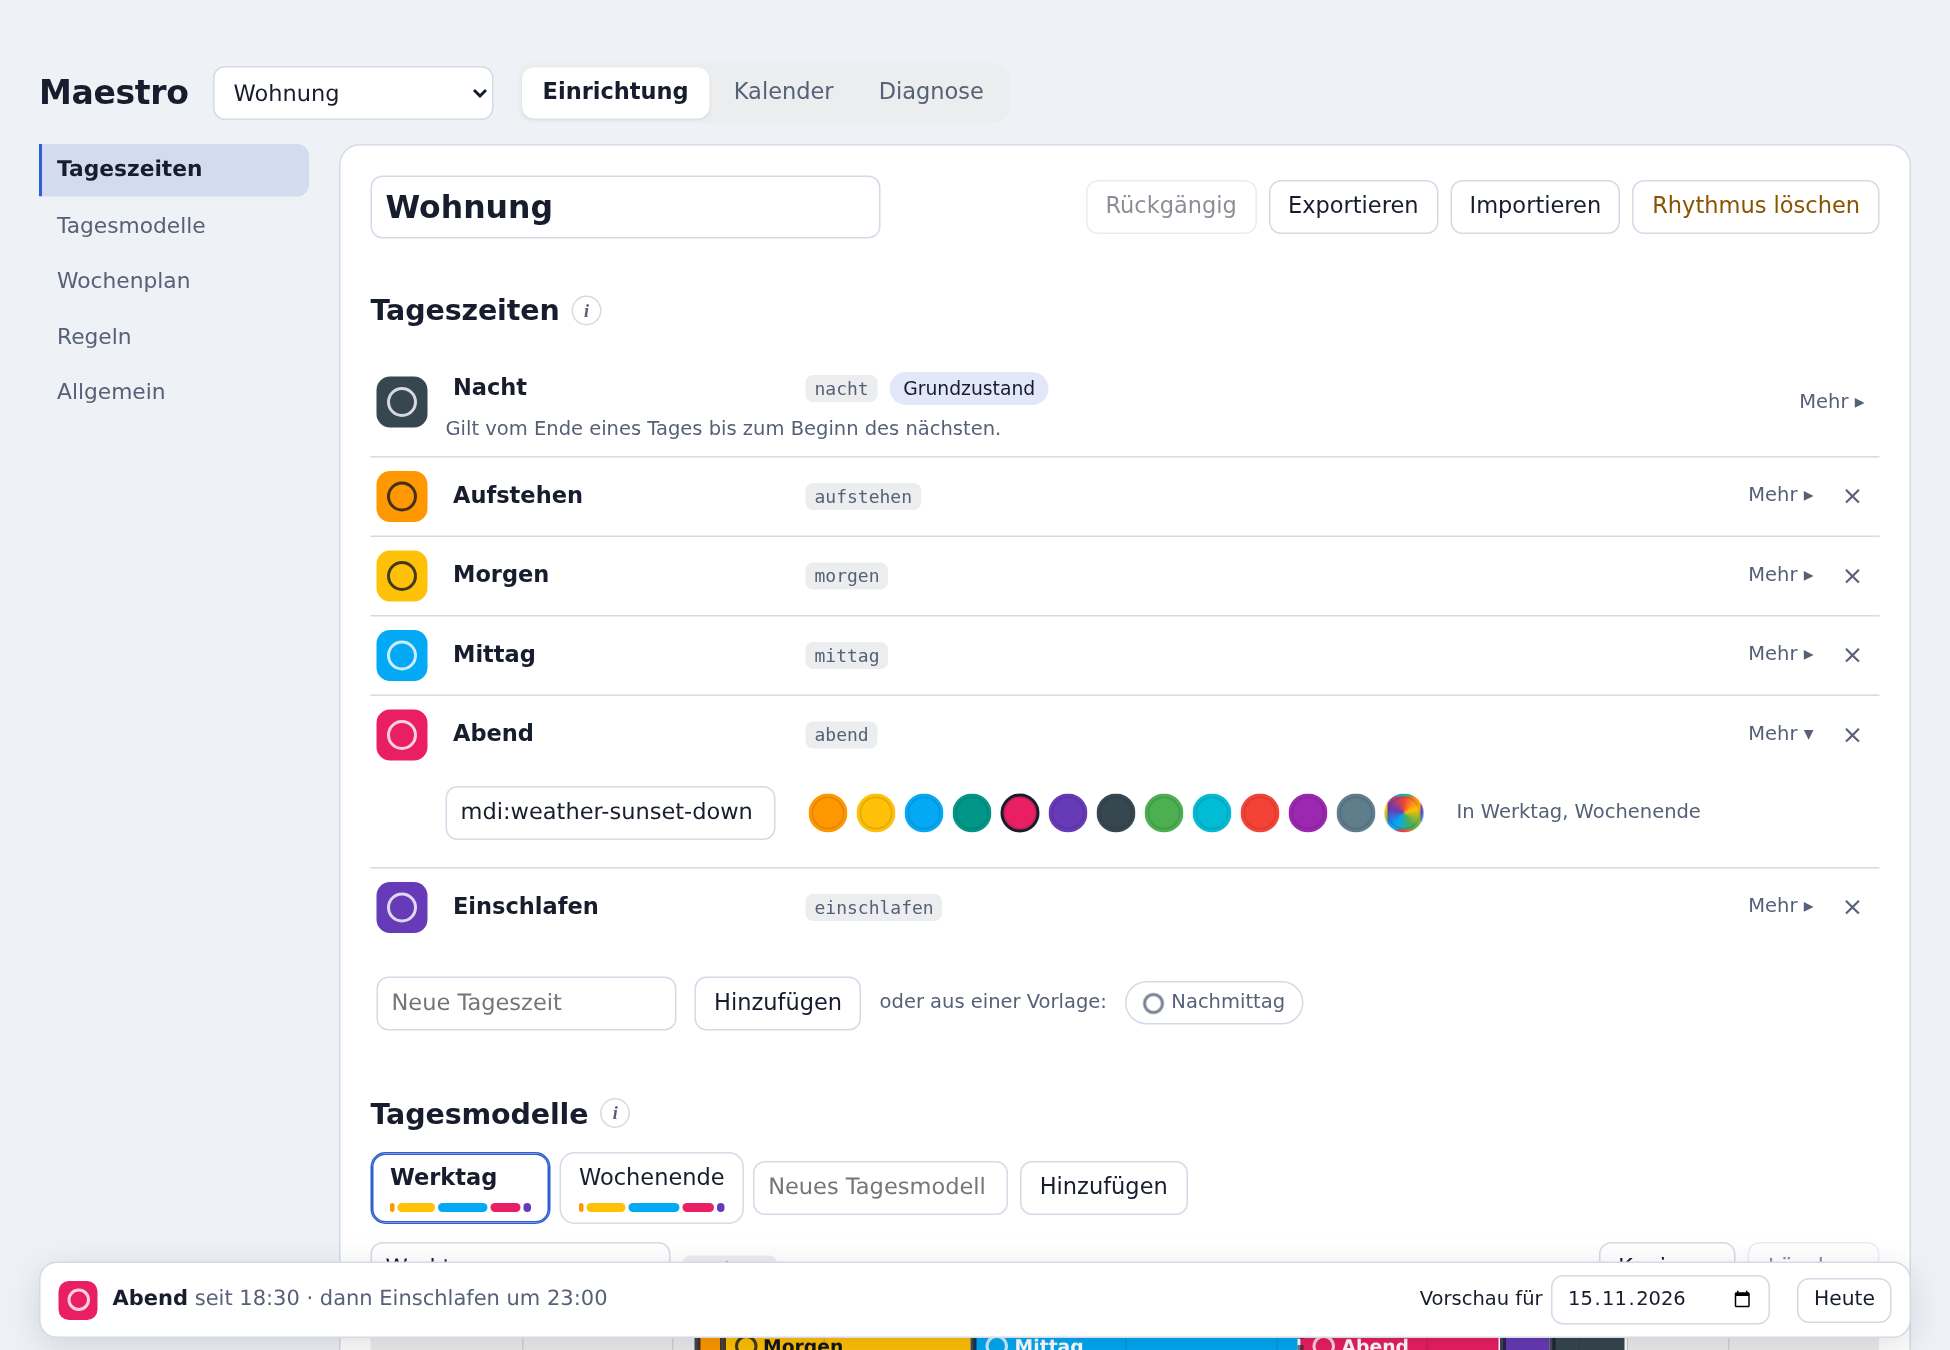 Maestro Wohnung Einrichtung Kalender Diagnose
Tageszeiten
Tagesmodelle
Wochenplan
Regeln
Allgemein
Wohnung Rückgängig Exportieren Importieren Rhythmus löschen
Tageszeiten i
Nacht nacht Grundzustand Mehr ▸
Gilt vom Ende eines Tages bis zum Beginn des nächsten.
Aufstehen aufstehen Mehr ▸ ×
Morgen morgen Mehr ▸ ×
Mittag mittag Mehr ▸ ×
Abend abend Mehr ▾ ×
mdi:weather-sunset-down In Werktag, Wochenende
Einschlafen einschlafen Mehr ▸ ×
Neue Tageszeit Hinzufügen oder aus einer Vorlage: Nachmittag
Tagesmodelle i
Werktag Wochenende Neues Tagesmodell Hinzufügen
Abend seit 18:30 · dann Einschlafen um 23:00 Vorschau für 15.11.2026 Heute
Morgen Mittag Abend